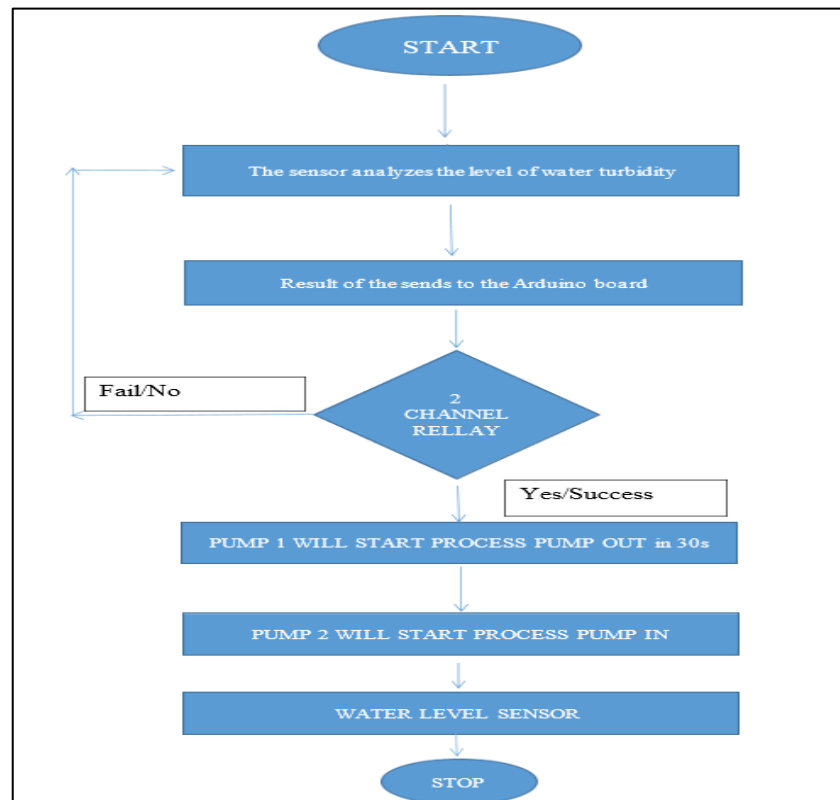 START
The sensor analyzes the level of water turbidity
Result of the sends to the Arduino board
Fail/No
2
CHANNEL
RELLAY
Yes/Success
PUMP 1 WILL START PROCESS PUMP OUT in 30s
PUMP 2 WILL START PROCESS PUMP IN
WATER LEVEL SENSOR
STOP